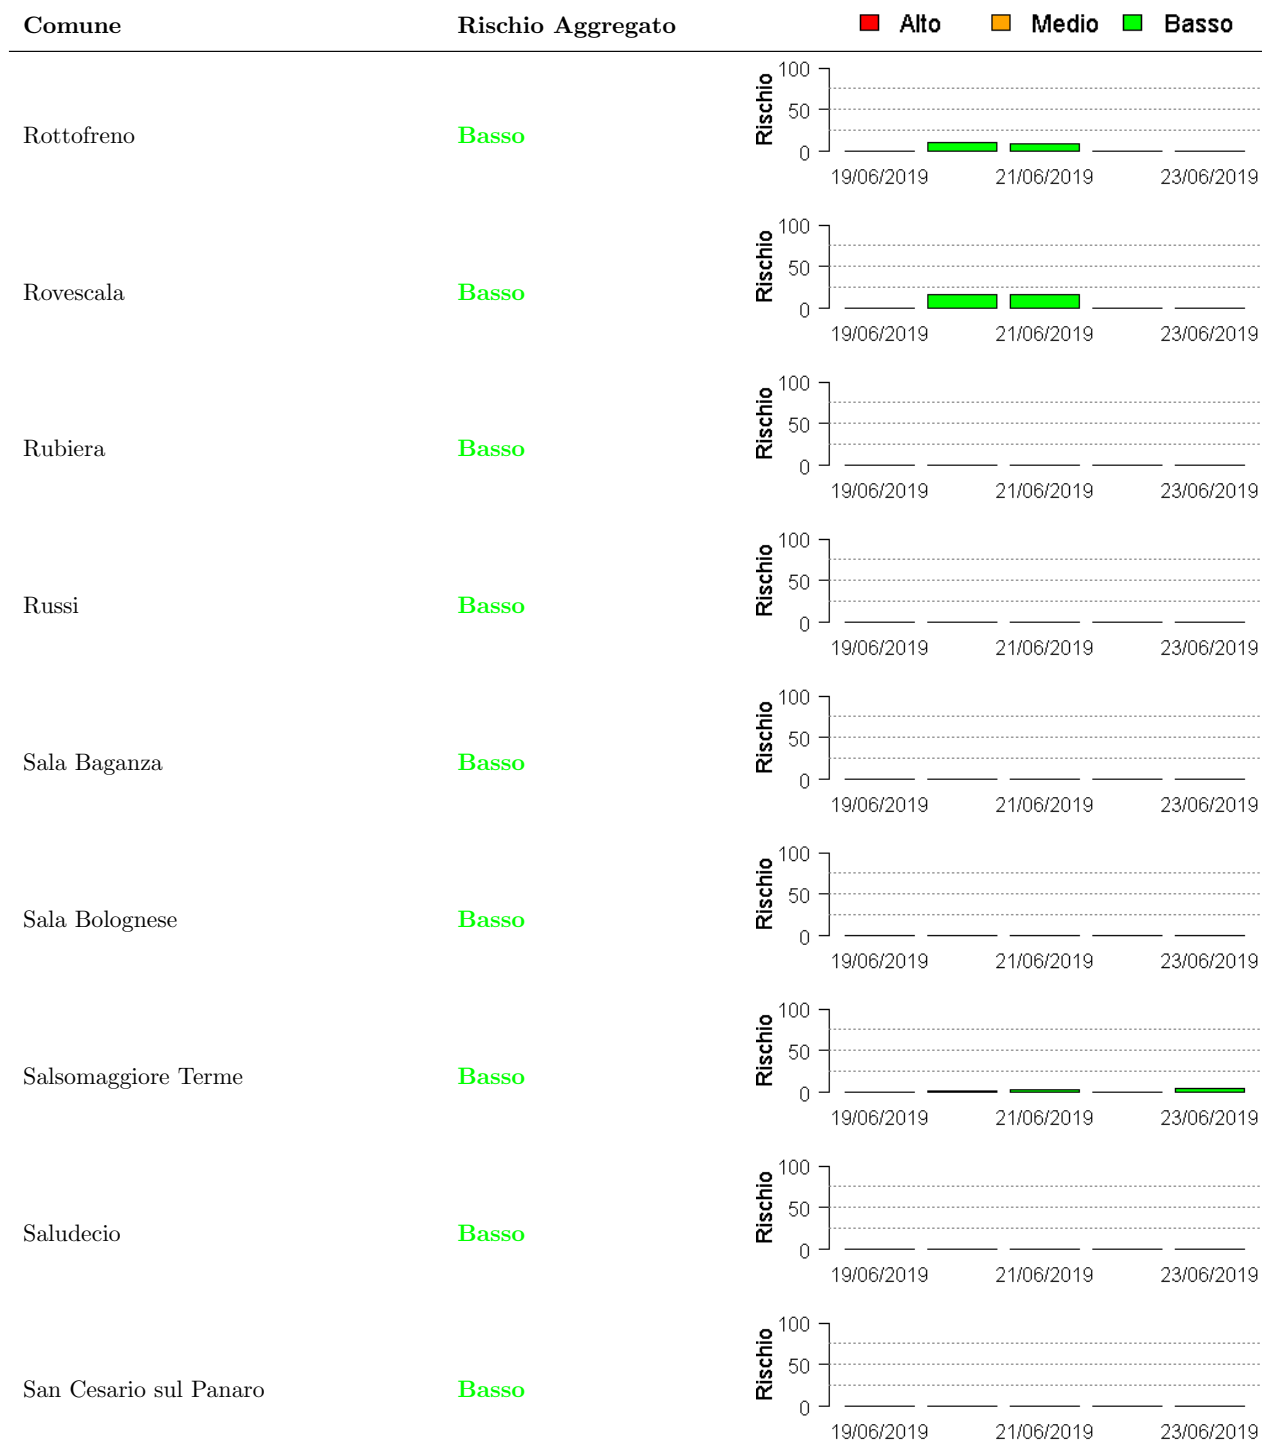 Comune Rischio Aggregato Alto Medio Basso
Rottofreno Basso
Rischio
100
50
0
19/06/2019 21/06/2019 23/06/2019
Rovescala Basso
Rischio
100
50
0
19/06/2019 21/06/2019 23/06/2019
Rubiera Basso
Rischio
100
50
0
19/06/2019 21/06/2019 23/06/2019
Russi Basso
Rischio
100
50
0
19/06/2019 21/06/2019 23/06/2019
Sala Baganza Basso
Rischio
100
50
0
19/06/2019 21/06/2019 23/06/2019
Sala Bolognese Basso
Rischio
100
50
0
19/06/2019 21/06/2019 23/06/2019
Salsomaggiore Terme Basso
Rischio
100
50
0
19/06/2019 21/06/2019 23/06/2019
Saludecio Basso
Rischio
100
50
0
19/06/2019 21/06/2019 23/06/2019
San Cesario sul Panaro Basso
Rischio
100
50
0
19/06/2019 21/06/2019 23/06/2019